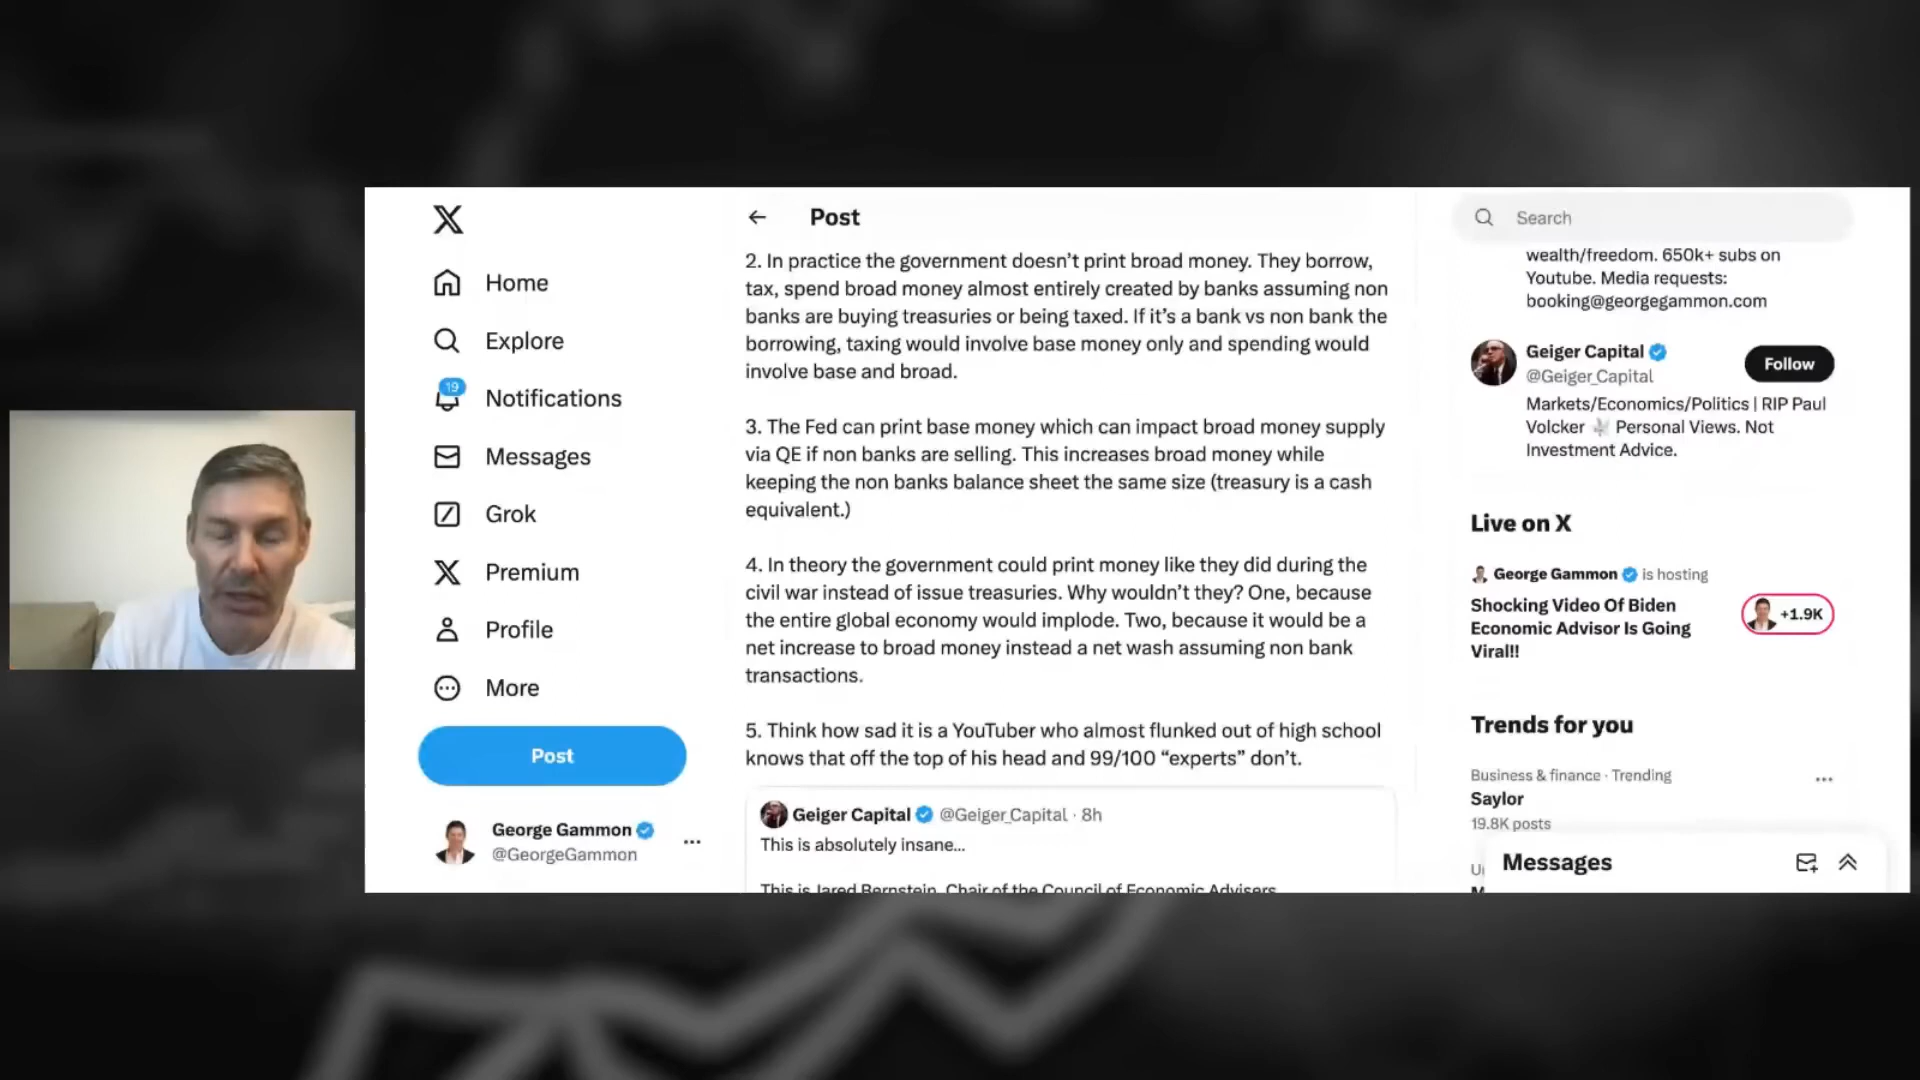 Home
Explore
19
Notifications
Messages
Grok
Premium
Profile
More
Post
George Gammon
@GeorgeGammon
Post
2. In practice the government doesn’t print broad money. They borrow,
tax, spend broad money almost entirely created by banks assuming non
banks are buying treasuries or being taxed. If it’s a bank vs non bank the
borrowing, taxing would involve base money only and spending would
involve base and broad.
3. The Fed can print base money which can impact broad money supply
via QE if non banks are selling. This increases broad money while
keeping the non banks balance sheet the same size (treasury is a cash
equivalent.)
4. In theory the government could print money like they did during the
civil war instead of issue treasuries. Why wouldn’t they? One, because
the entire global economy would implode. Two, because it would be a
net increase to broad money instead a net wash assuming non bank
transactions.
5. Think how sad it is a YouTuber who almost flunked out of high school
knows that off the top of his head and 99/100 “experts” don’t.
Geiger Capital @Geiger_Capital · 8h
This is absolutely insane...
This is Jared Bernstein, Chair of the Council of Economic Advisers
Search
wealth/freedom. 650k+ subs on
Youtube. Media requests:
booking@georgegammon.com
Geiger Capital
@Geiger_Capital
Follow
Markets/Economics/Politics | RIP Paul
Volcker Personal Views. Not
Investment Advice.
Live on X
George Gammon is hosting
Shocking Video Of Biden
Economic Advisor Is Going
Viral!!
+1.9K
Trends for you
Business & finance · Trending
Saylor
19.8K posts
Messages